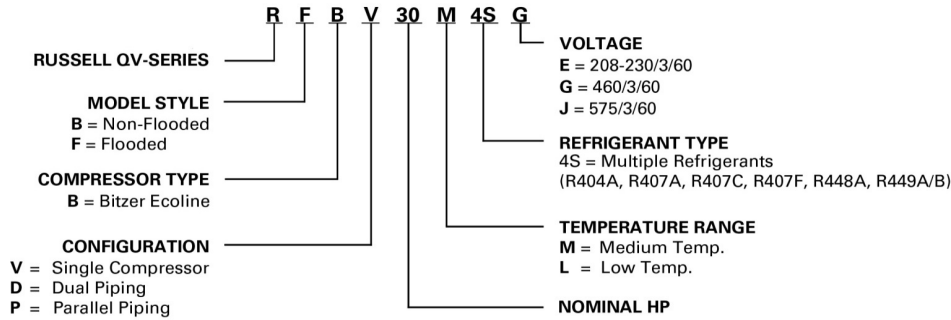 R F B V 30 M 4S G
RUSSELL QV-SERIES
MODEL STYLE
B = Non-Flooded
F = Flooded
COMPRESSOR TYPE
B = Bitzer Ecoline
CONFIGURATION
V = Single Compressor
D = Dual Piping
P = Parallel Piping
VOLTAGE
E = 208-230/3/60
G = 460/3/60
J = 575/3/60
REFRIGERANT TYPE
4S = Multiple Refrigerants
(R404A, R407A, R407C, R407F, R448A, R449A/B)
TEMPERATURE RANGE
M = Medium Temp.
L = Low Temp.
NOMINAL HP